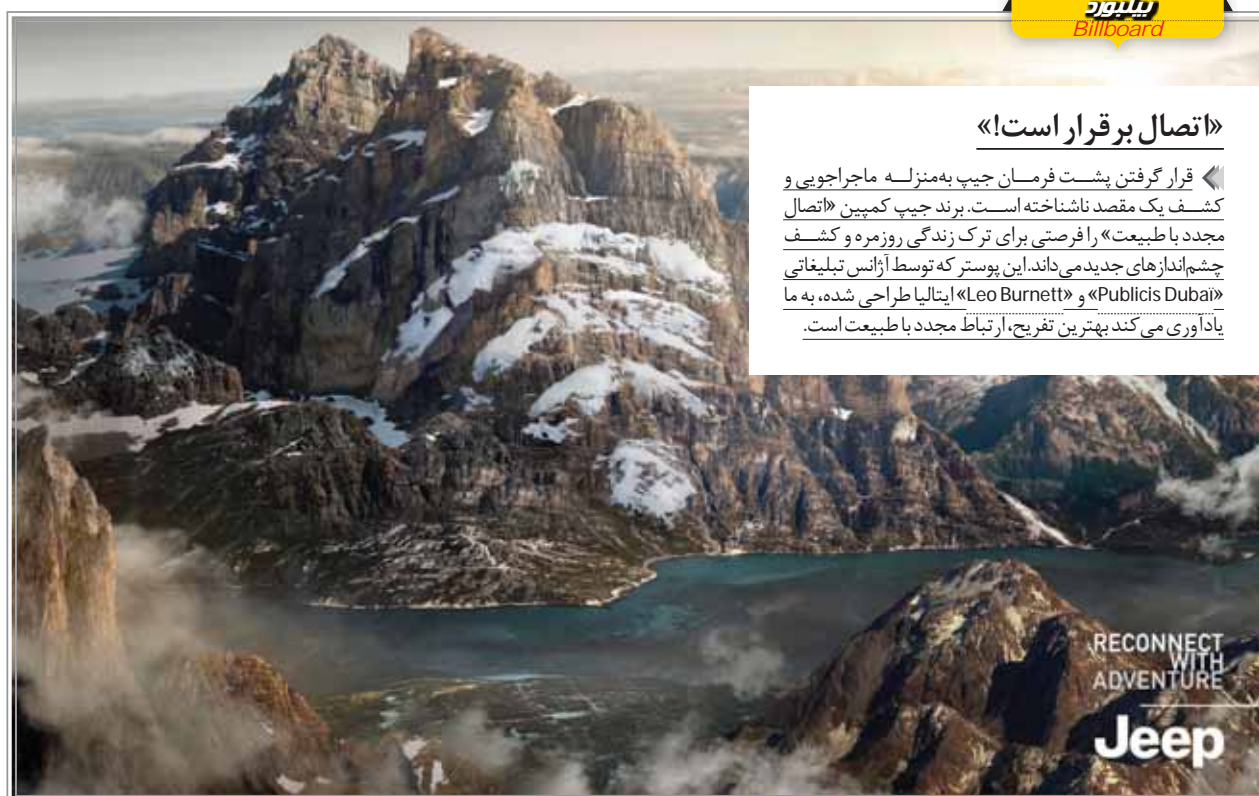 بیلبورد
Billboard
«اتصال برقرار است!»
قرار گرفتن پشت فرمان جیپ به‌منزله ماجراجویی و
کشف یک مقصد ناشناخته است. برند جیپ کمپین «اتصال
مجدد با طبیعت» را فرصتی برای ترک زندگی روزمره و کشف
چشم‌اندازهای جدید می‌داند. این پوستر که توسط آژانس تبلیغاتی
«Publicis Dubaï» و «Leo Burnett» ایتالیا طراحی شده، به ما
یادآوری می‌کند بهترین تفریح، ارتباط مجدد با طبیعت است.
RECONNECT
WITH
ADVENTURE
Jeep